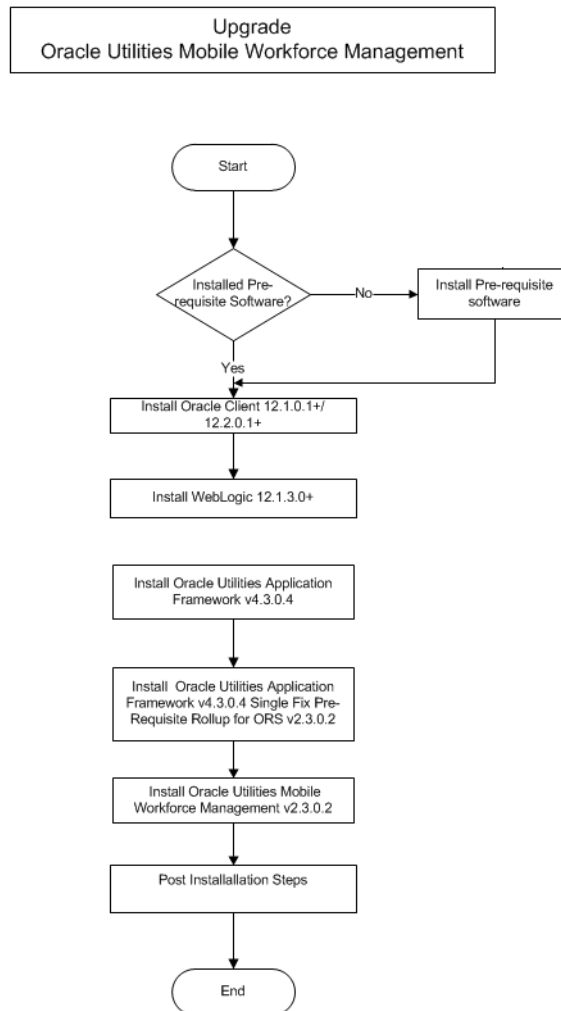 Upgrade
Oracle Utilities Mobile Workforce Management
Start
Installed Pre-
requisite Software?
No
Install Pre-requisite
software
Yes
Install Oracle Client 12.1.0.1+/
12.2.0.1+
Install WebLogic 12.1.3.0+
Install Oracle Utilities Application
Framework v4.3.0.4
Install Oracle Utilities Application
Framework v4.3.0.4 Single Fix Pre-
Requisite Rollup for ORS v2.3.0.2
Install Oracle Utilities Mobile
Workforce Management v2.3.0.2
Post Installallation Steps
End